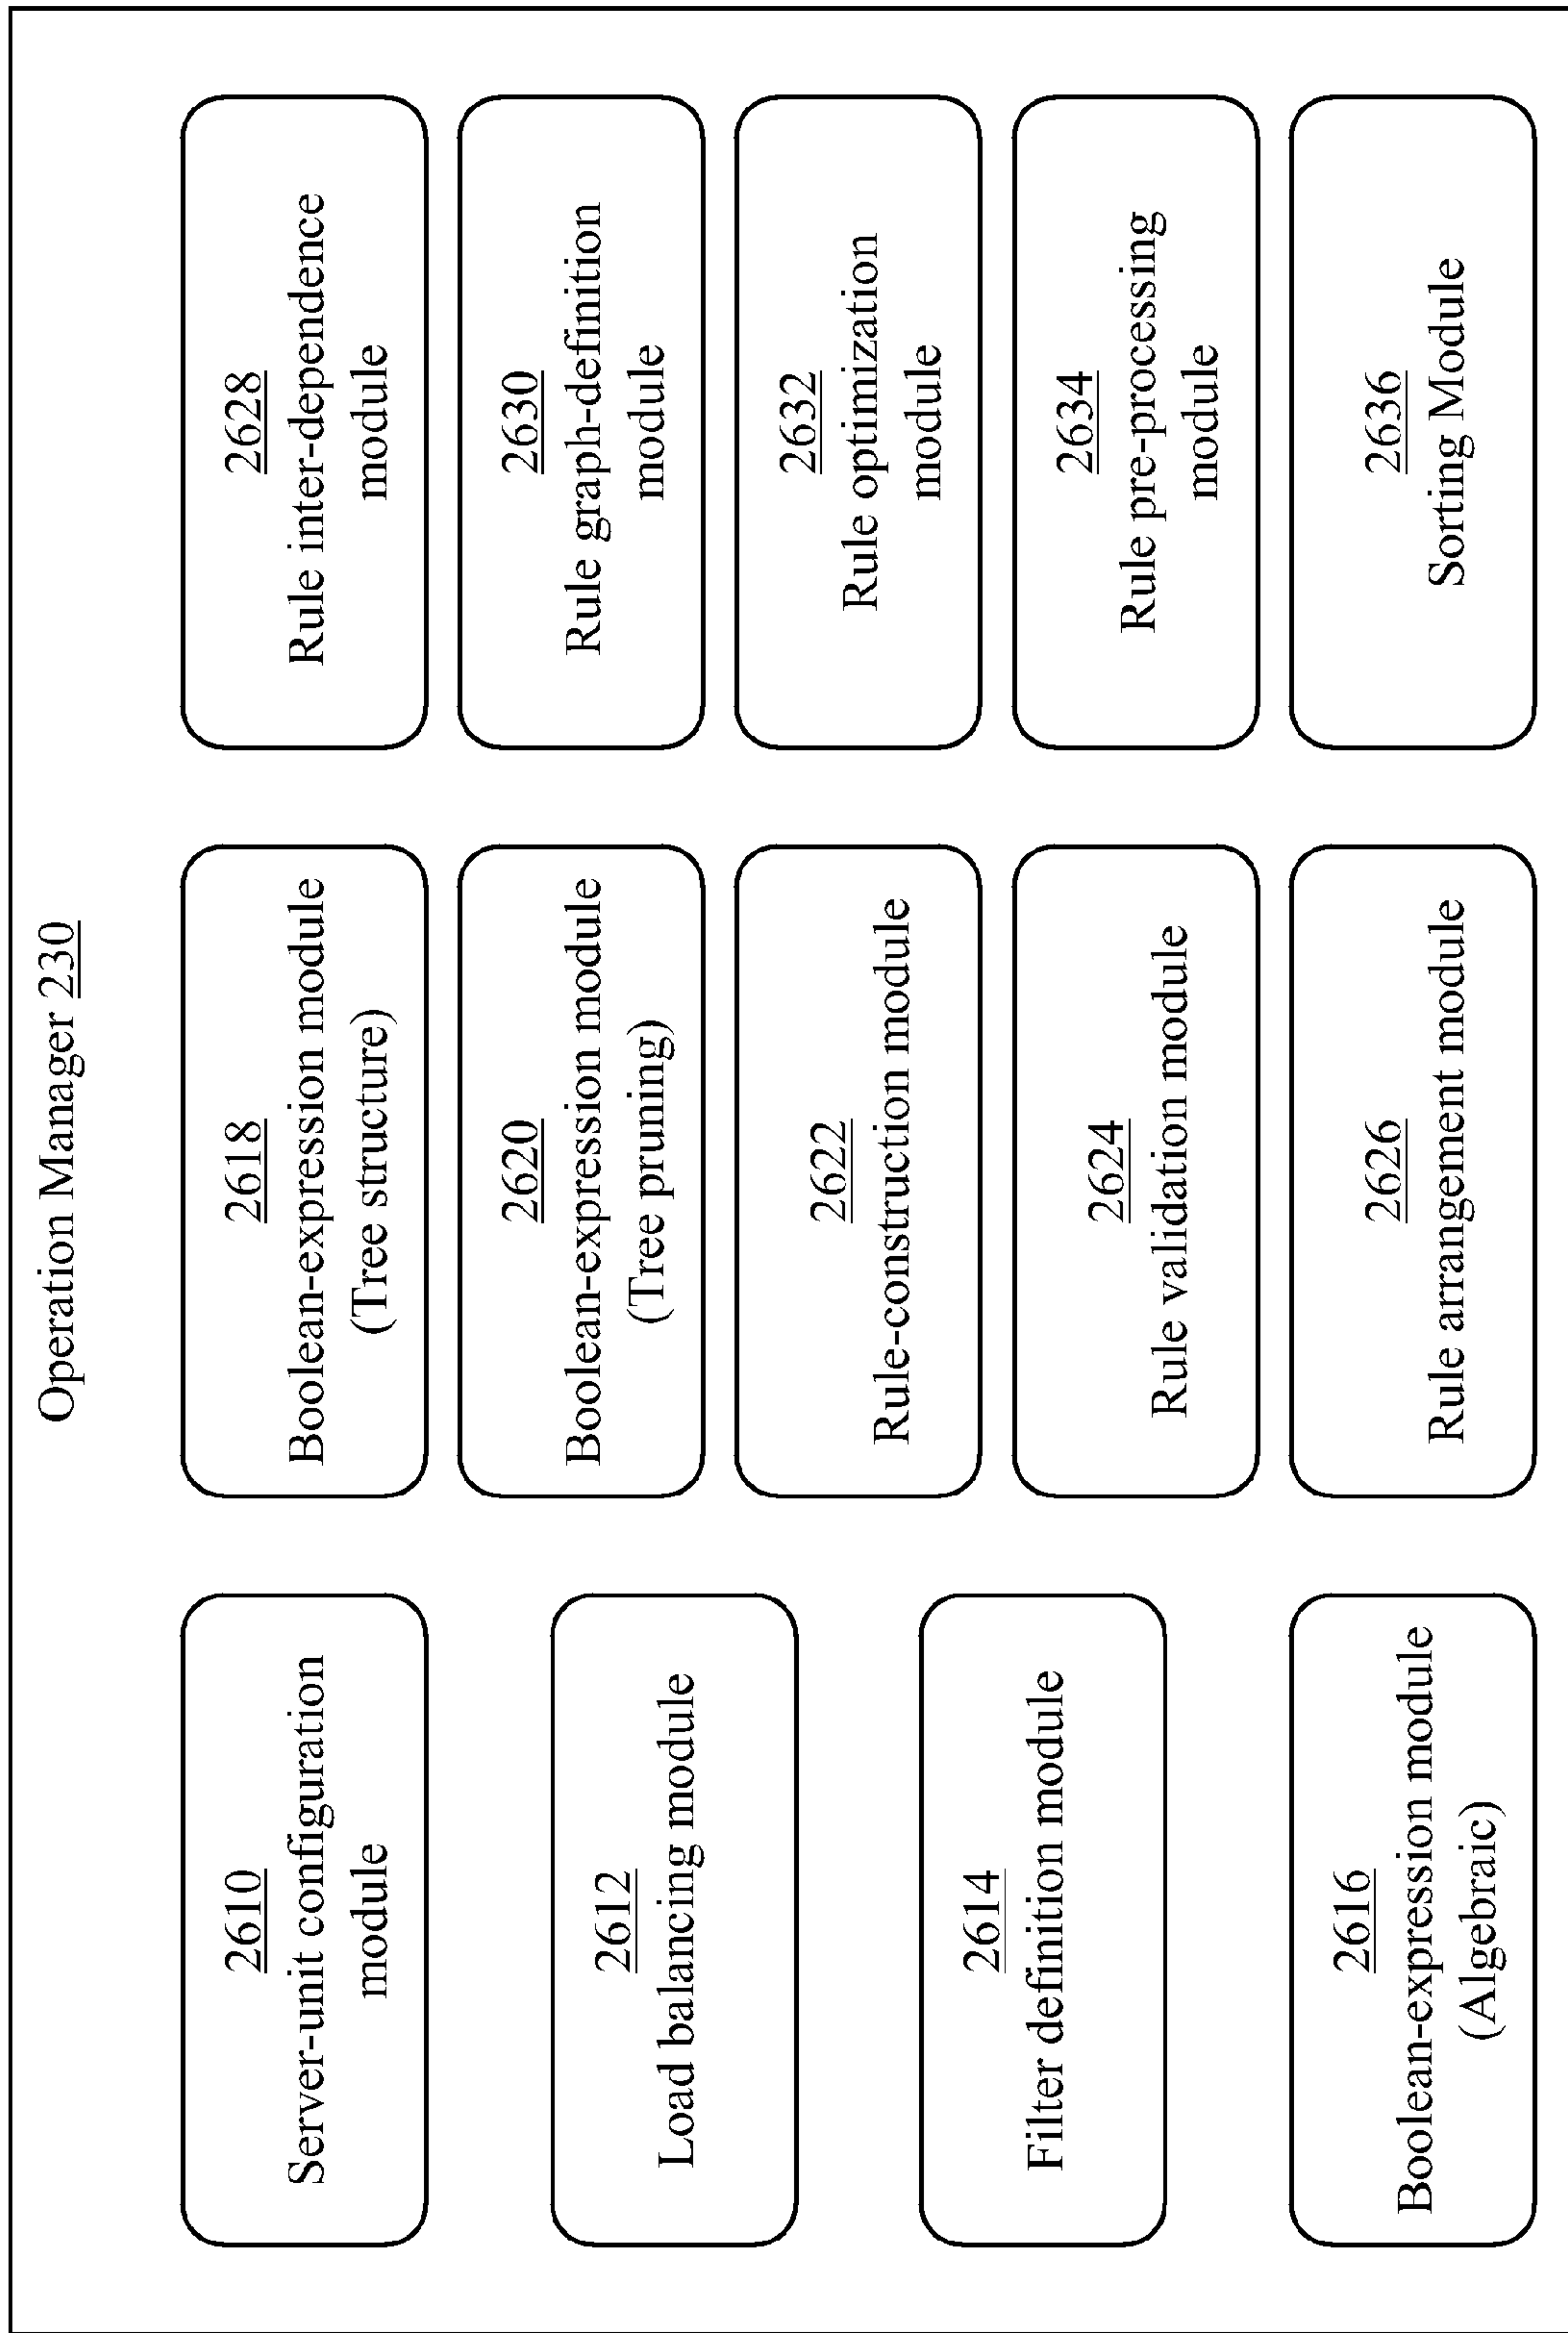 Operation Manager 230
2610
Server-unit configuration
module
2612
Load balancing module
2614
Filter definition module
2616
Boolean-expression module
(Algebraic)
2618
Boolean-expression module
(Tree structure)
2620
Boolean-expression module
(Tree pruning)
2622
Rule-construction module
2624
Rule validation module
2626
Rule arrangement module
2628
Rule inter-dependence
module
2630
Rule graph-definition
module
2632
Rule optimization
module
2634
Rule pre-processing
module
2636
Sorting Module